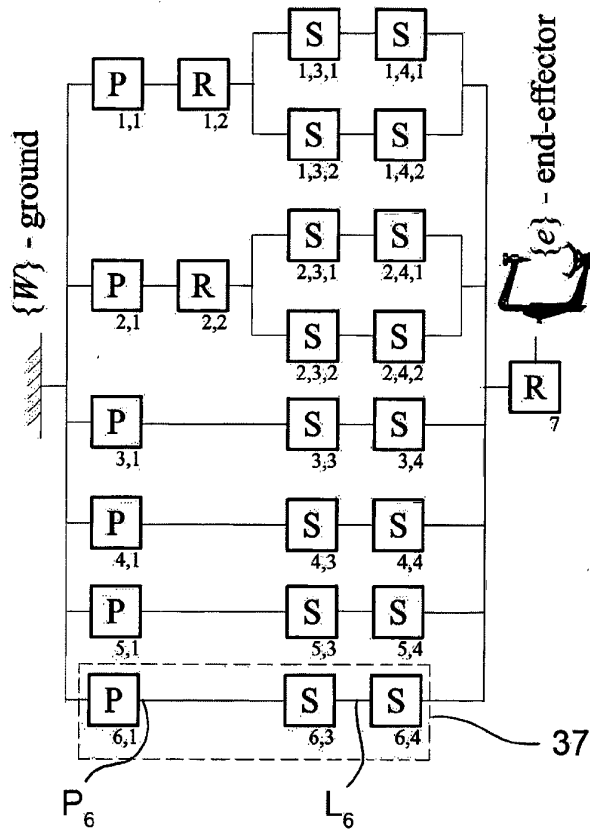 {W} - ground
{e} - end-effector
S S
1,3,1 1,4,1
P R
1,1 1,2
S S
1,3,2 1,4,2
S S
2,3,1 2,4,1
P R
2,1 2,2
S S
2,3,2 2,4,2
R
7
P S S
3,1 3,3 3,4
P S S
4,1 4,3 4,4
P S S
5,1 5,3 5,4
P S S
6,1 6,3 6,4
37
P6 L6